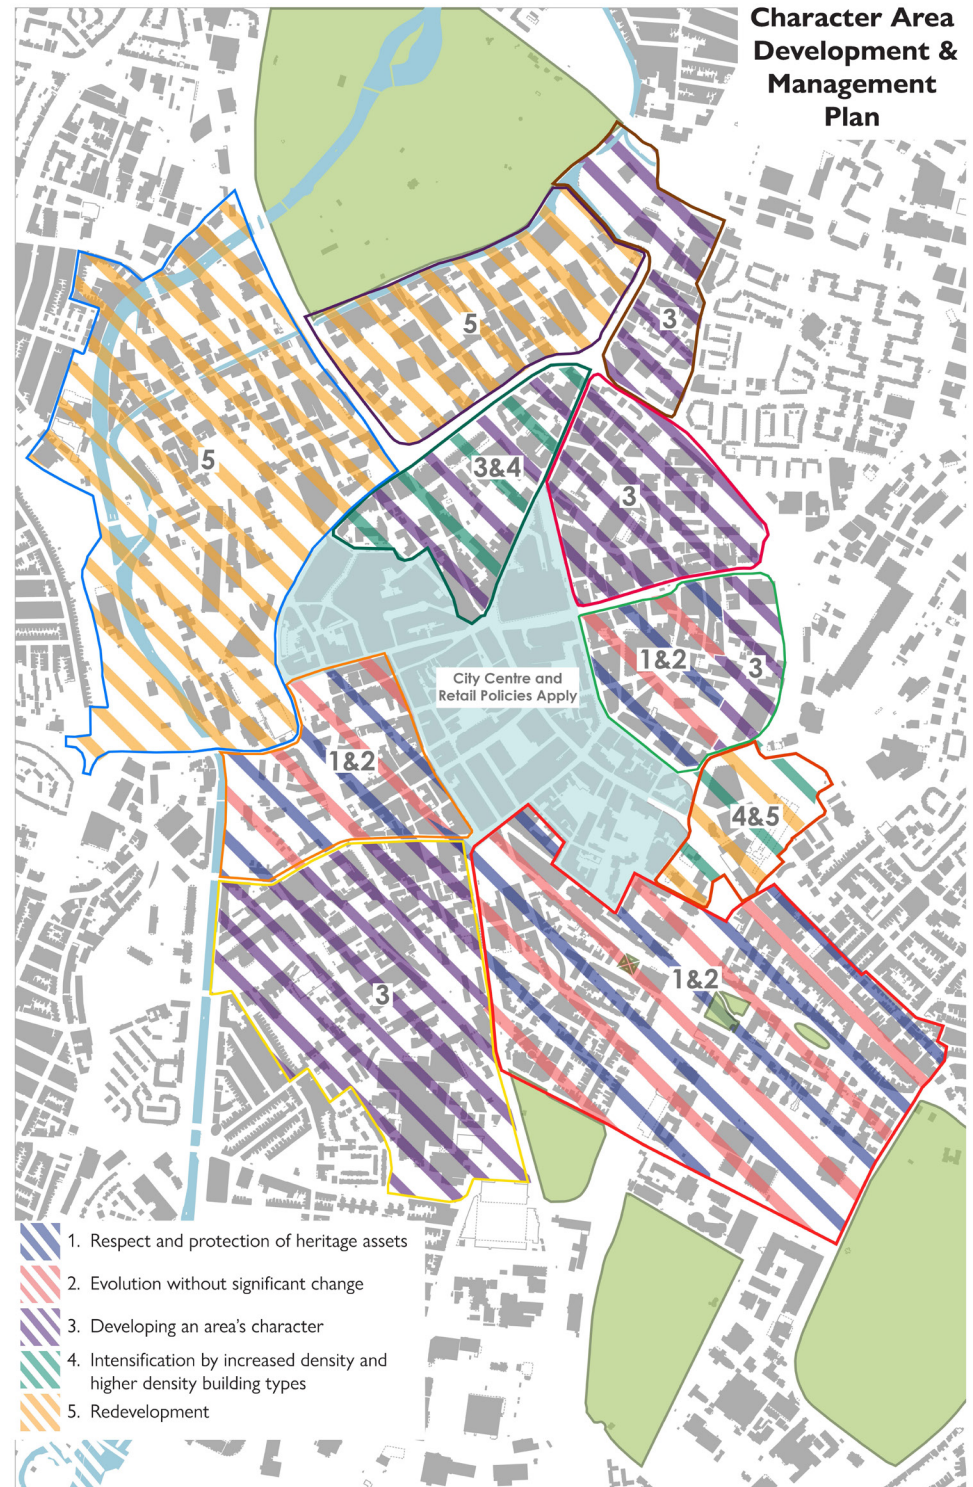 Character Area
Development &
Management
Plan
5
3
5
3&4
3
1&2
3
City Centre and
Retail Policies Apply
1&2
4&5
1&2
3
1. Respect and protection of heritage assets
2. Evolution without significant change
3. Developing an area's character
4. Intensification by increased density and
higher density building types
5. Redevelopment